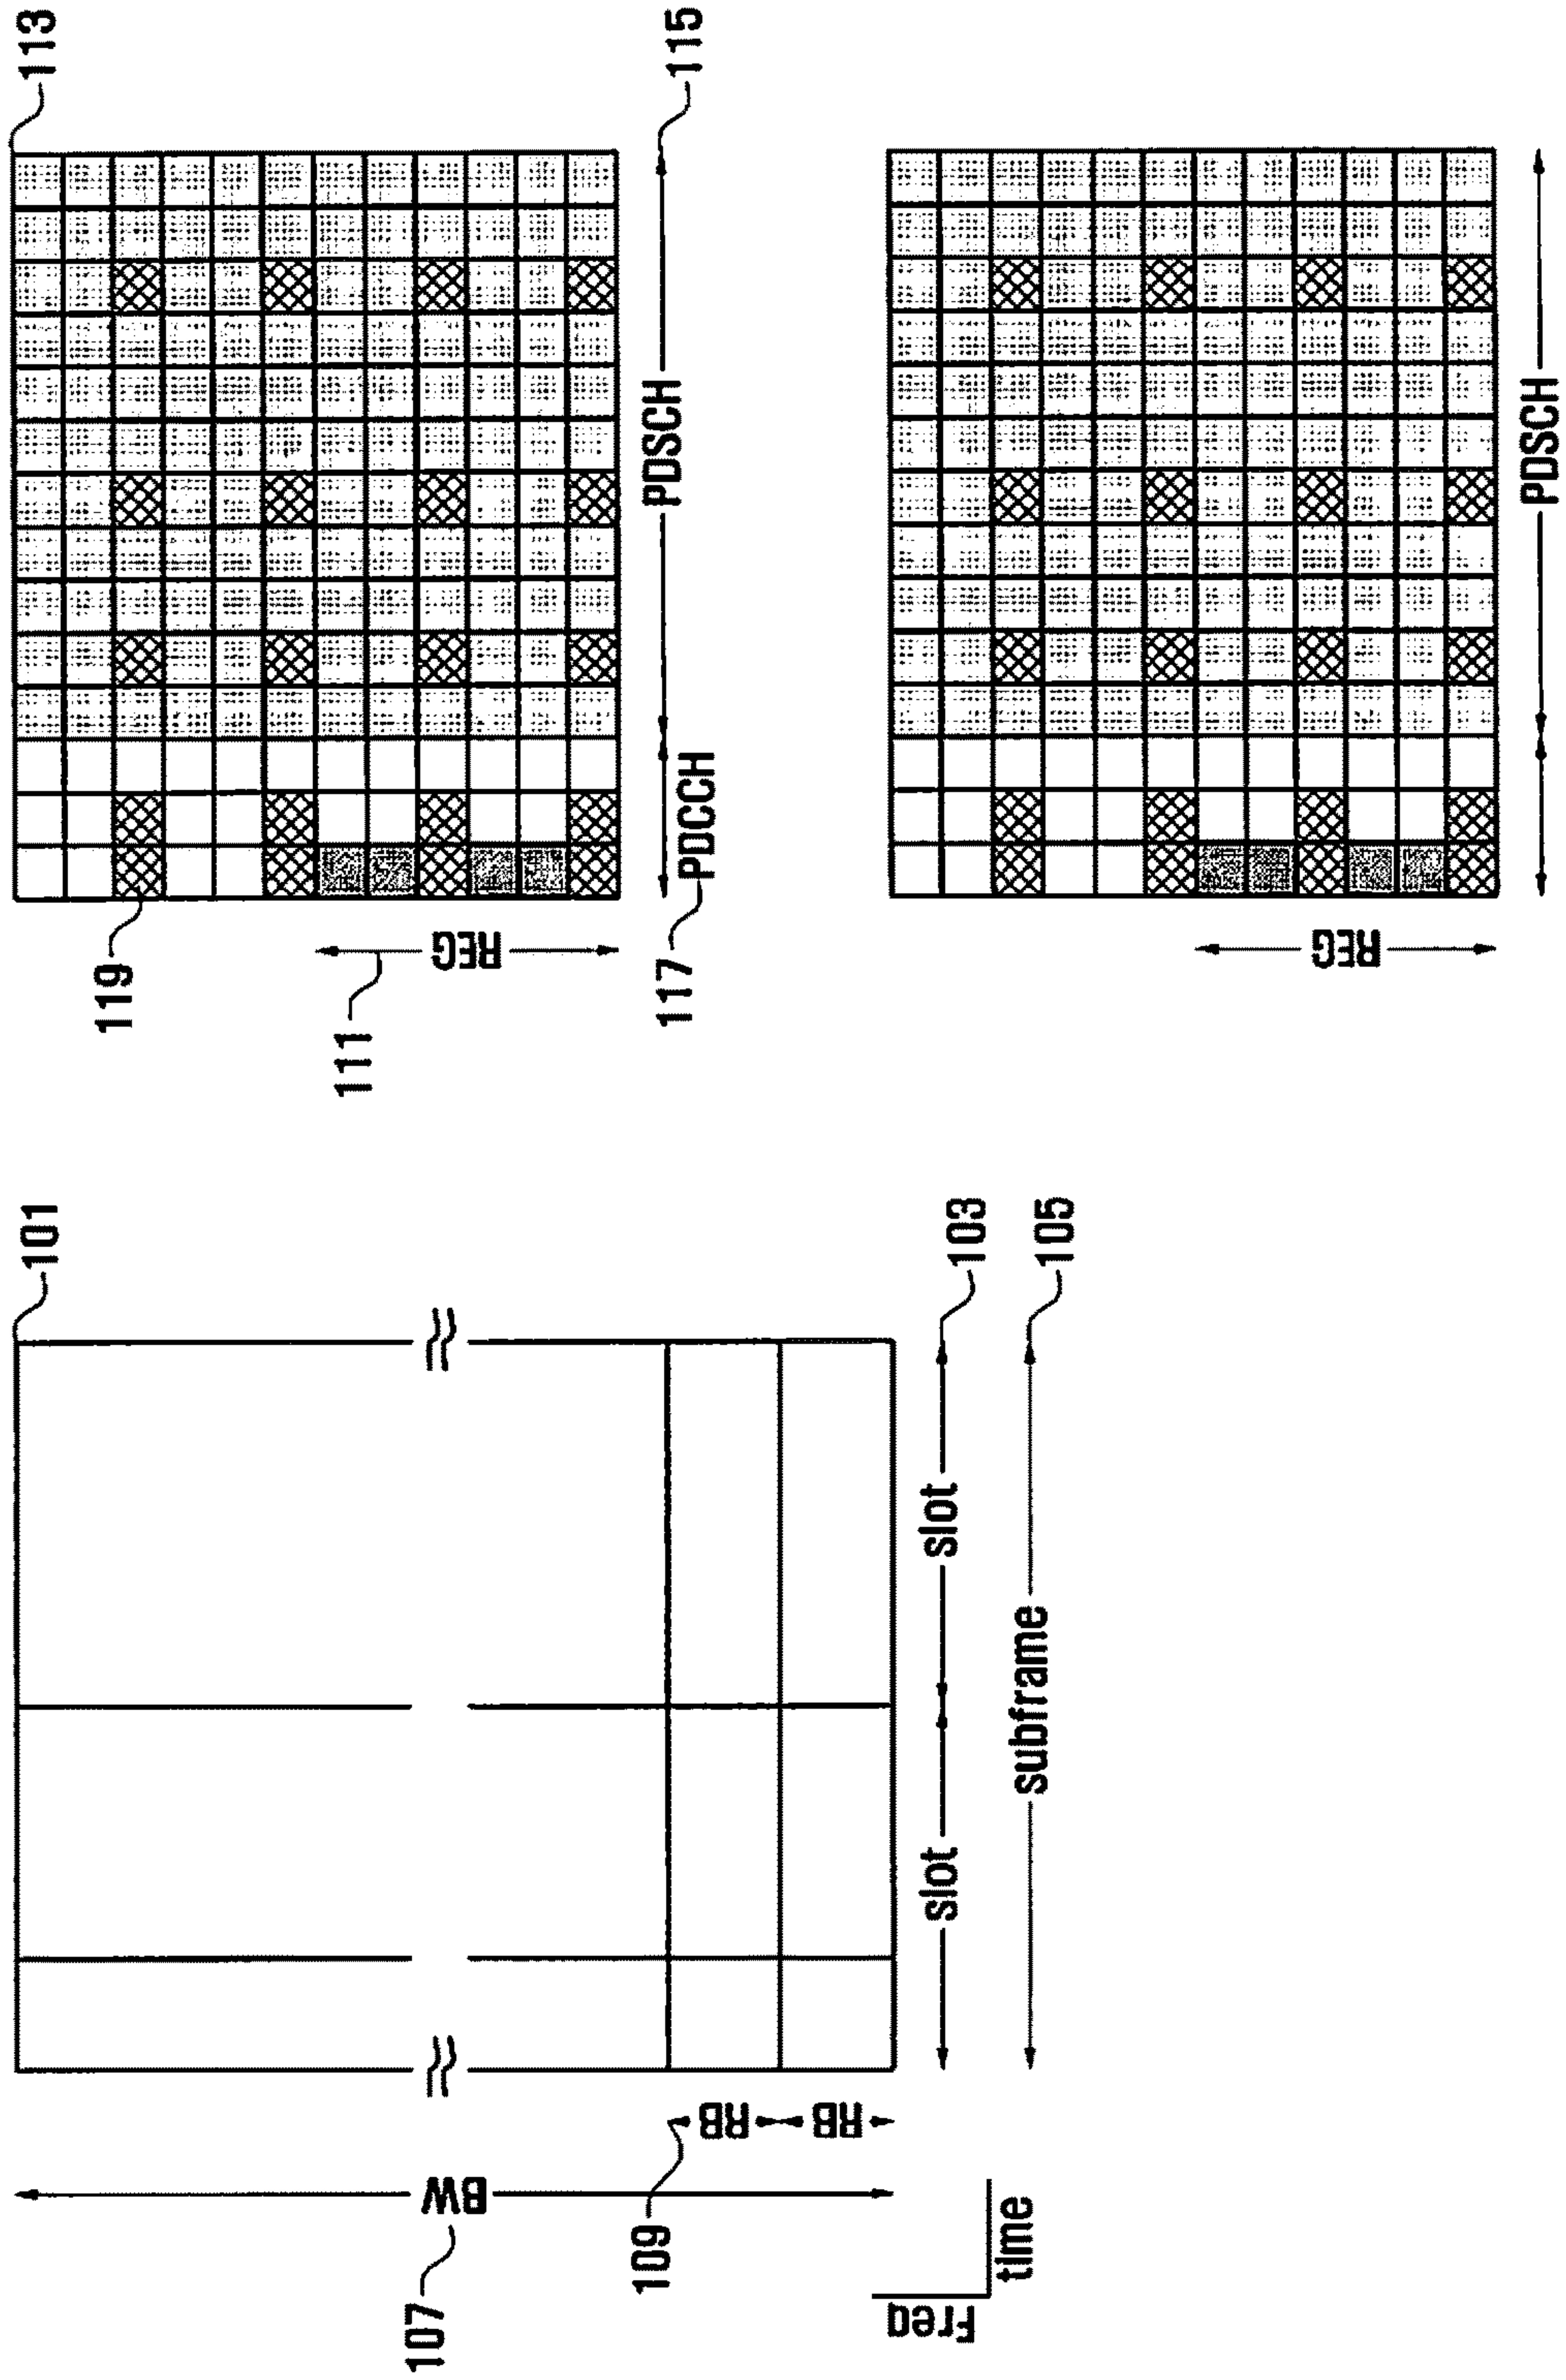 101
BW
107
RB
RB
109
slot
slot
103
subframe
105
Freq
time
113
119
REG
111
PDCCH
PDSCH
115
117
REG
PDSCH